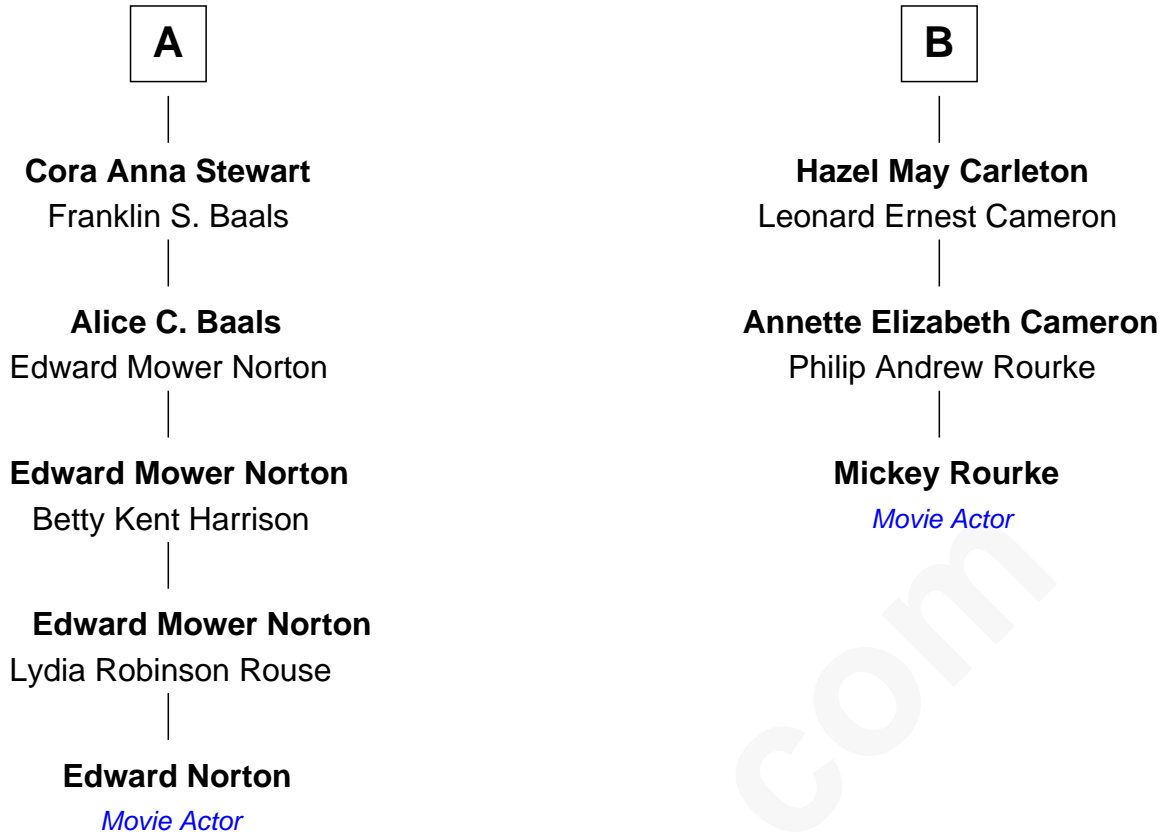 A
Cora Anna Stewart
Franklin S. Baals
Alice C. Baals
Edward Mower Norton
Edward Mower Norton
Betty Kent Harrison
Edward Mower Norton
Lydia Robinson Rouse
Edward Norton
Movie Actor
B
Hazel May Carleton
Leonard Ernest Cameron
Annette Elizabeth Cameron
Philip Andrew Rourke
Mickey Rourke
Movie Actor
com